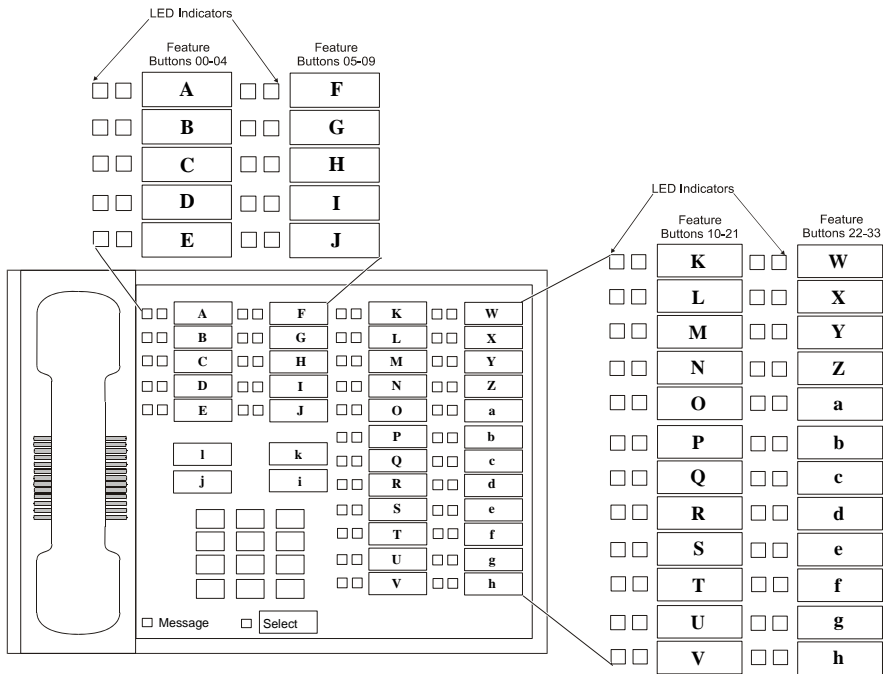 LED Indicators
Feature
Buttons 00-04
Feature
Buttons 05-09
A F
B G
C H
D I
E J
LED Indicators
Feature
Buttons 10-21
Feature
Buttons 22-33
K W
L X
M Y
N Z
O a
P b
Q c
R d
S e
T f
U g
V h
A F K W
B G L X
C H M Y
D I N Z
E J O a
P b
l k
Q c
j i
R d
S e
T f
U g
V h
Message Select